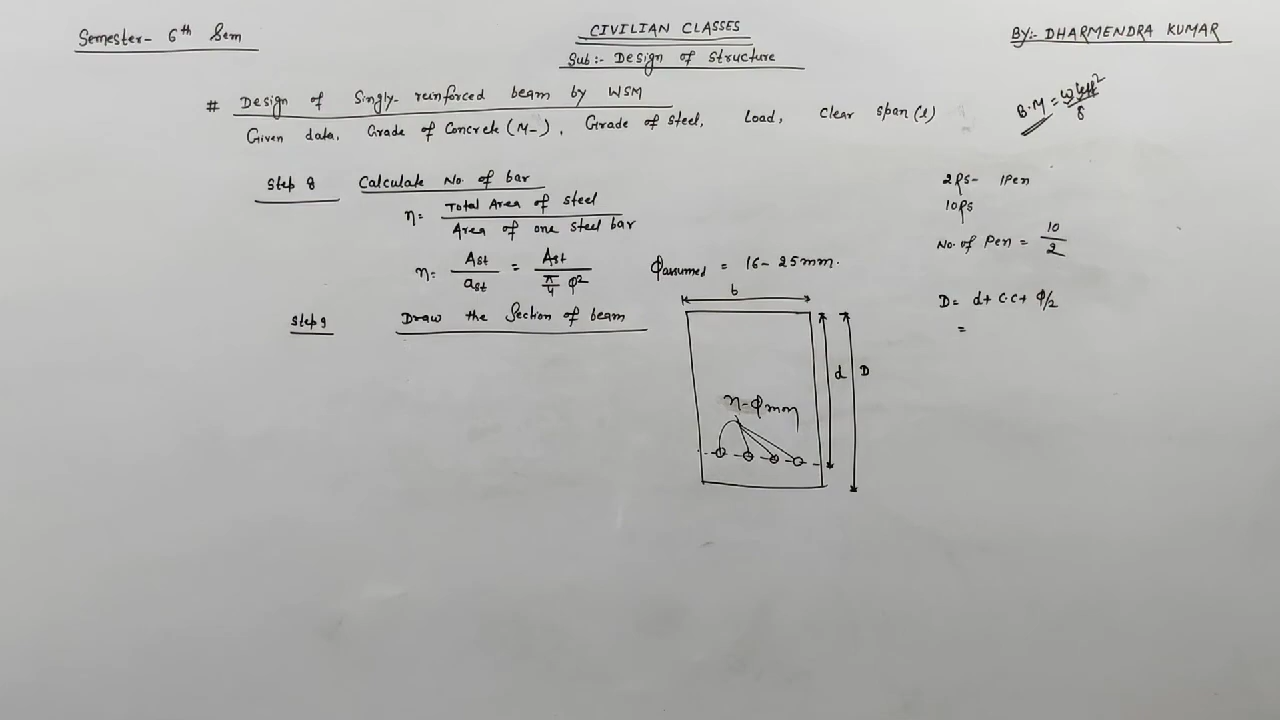 Semester- 6th Sem
CIVILIAN CLASSES
Sub:- Design of Structure
BY:- DHARMENDRA KUMAR
# Design of Singly-reinforced beam by WSM
Given data, Grade of Concrete (M-), Grade of steel, Load, Clear span (l)
B.M = wleff²/8
Step 8 Calculate No. of bar
η= Total Area of steel / Area of one steel bar
η= Ast/ast = Ast / π/4 φ²
φassumed = 16-25mm.
Step 9 Draw the Section of beam
b
d
D
η-φmm
2Rs- 1Pen
10Rs
No. of Pen = 10/2
D= d+ C.C+ φ/2
=